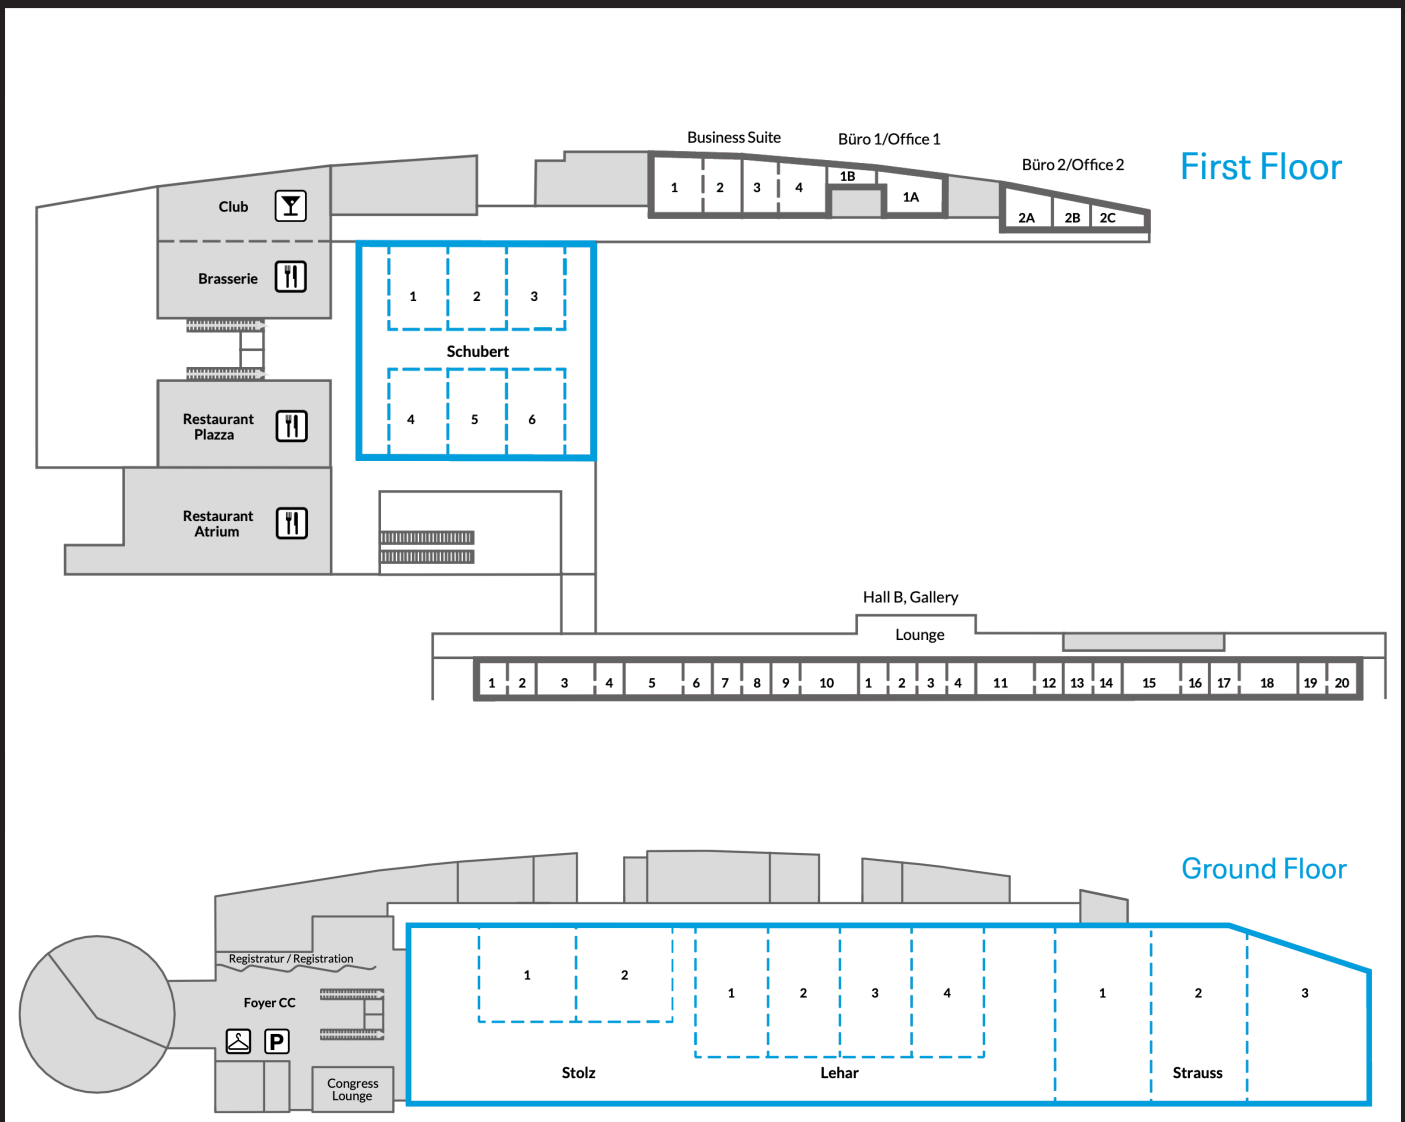 First Floor
Business Suite
Büro 1/Office 1
Büro 2/Office 2
1
2
3
4
1B
1A
2A
2B
2C
Club
Brasserie
1
2
3
Schubert
4
5
6
Restaurant
Plazza
Restaurant
Atrium
Hall B, Gallery
Lounge
1 2 3 4 5 6 7 8 9 10 1 2 3 4 11 12 13 14 15 16 17 18 19 20
Ground Floor
Registratur / Registration
Foyer CC
P
Congress
Lounge
1
2
Stolz
1
2
3
4
Lehar
1
2
3
Strauss